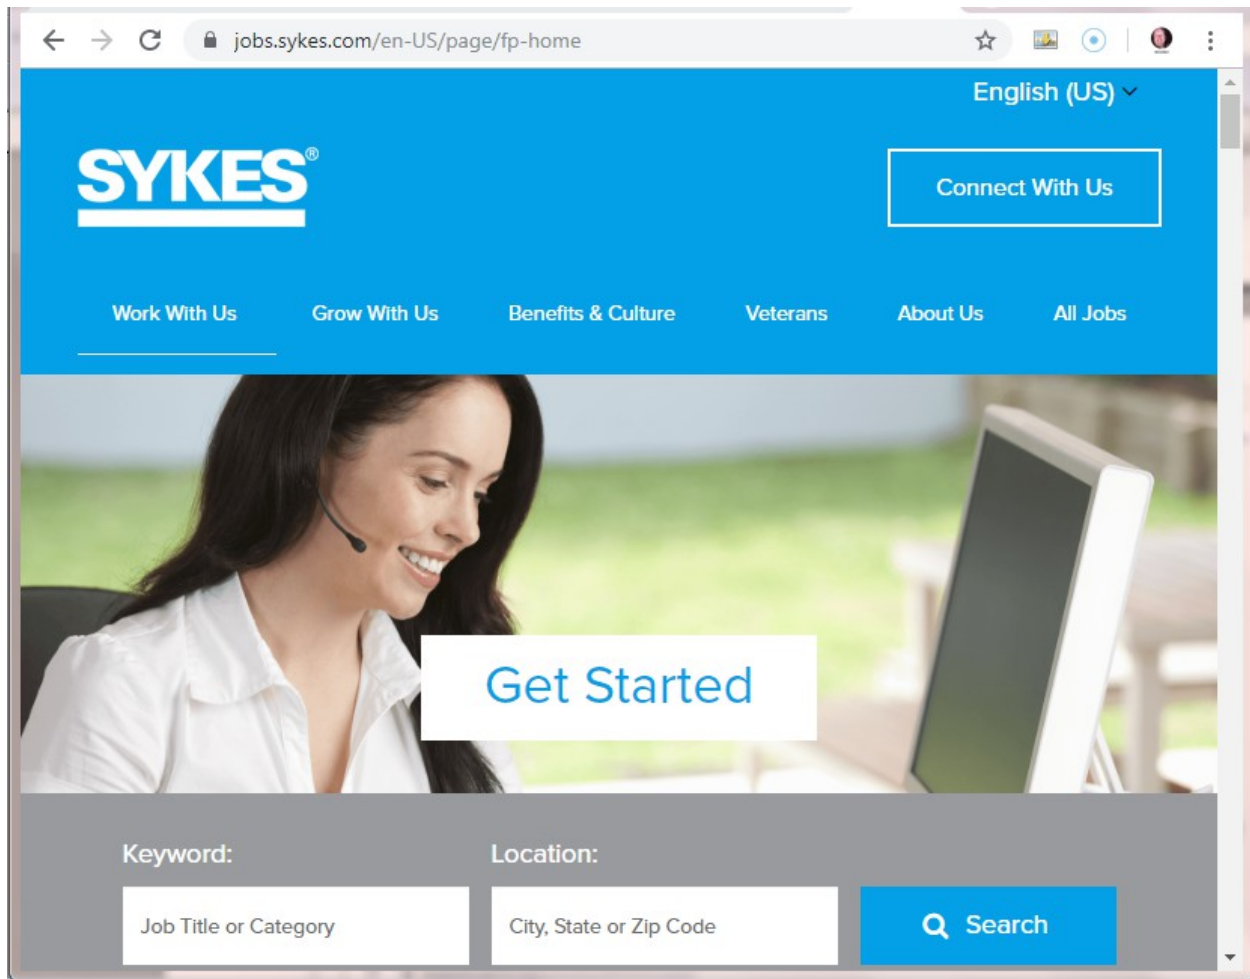 jobs.sykes.com/en-US/page/fp-home
English (US)
SYKES®
Connect With Us
Work With Us Grow With Us Benefits & Culture Veterans About Us All Jobs
Get Started
Keyword: Location:
Job Title or Category City, State or Zip Code Search